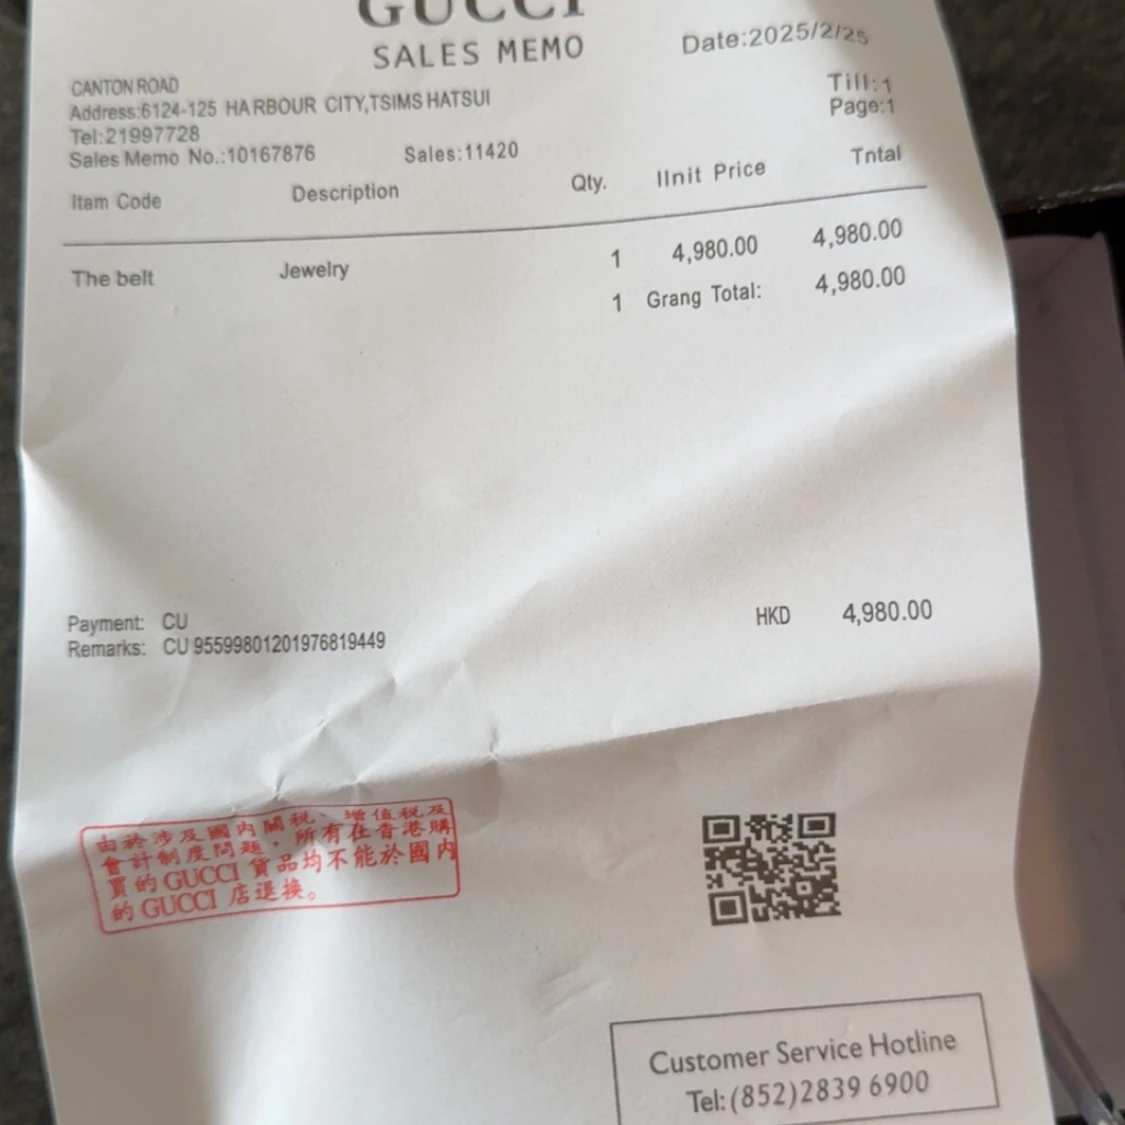 GUCCI
SALES MEMO
Date:2025/2/25
CANTON ROAD
Address:6124-125 HARBOUR CITY,TSIMS HATSUI
Till:1
Tel:21997728
Page:1
Sales Memo No.:10167876 Sales:11420
Itam Code Description Qty. IInit Price Tntal
The belt Jewelry 1 4,980.00 4,980.00
1 Grang Total: 4,980.00
Payment: CU HKD 4,980.00
Remarks: CU 95599801201976819449
由於涉及國內關稅、增值稅及
會計制度問題，所有在香港購
買的 GUCCI 貨品均不能於國內
的 GUCCI 店退換。
Customer Service Hotline
Tel:(852)2839 6900